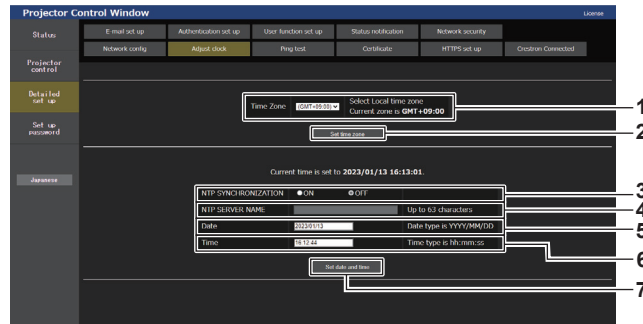 Projector Control Window
License
Status
E-mail set up
Authentication set up
User function set up
Status notification
Network security
Network config
Adjust clock
Ping test
Certificate
HTTPS set up
Crestron Connected
Projector control
Detailed set up
Set up password
Japanese
Time Zone (GMT+09:00) Select Local time zone
Current zone is GMT+09:00
1
Set time zone
2
Current time is set to 2023/01/13 16:13:01.
NTP SYNCHRONIZATION ON OFF
3
NTP SERVER NAME Up to 63 characters
4
Date 2023/01/13 Date type is YYYY/MM/DD
5
Time 16:12:44 Time type is hh:mm:ss
6
Set date and time
7